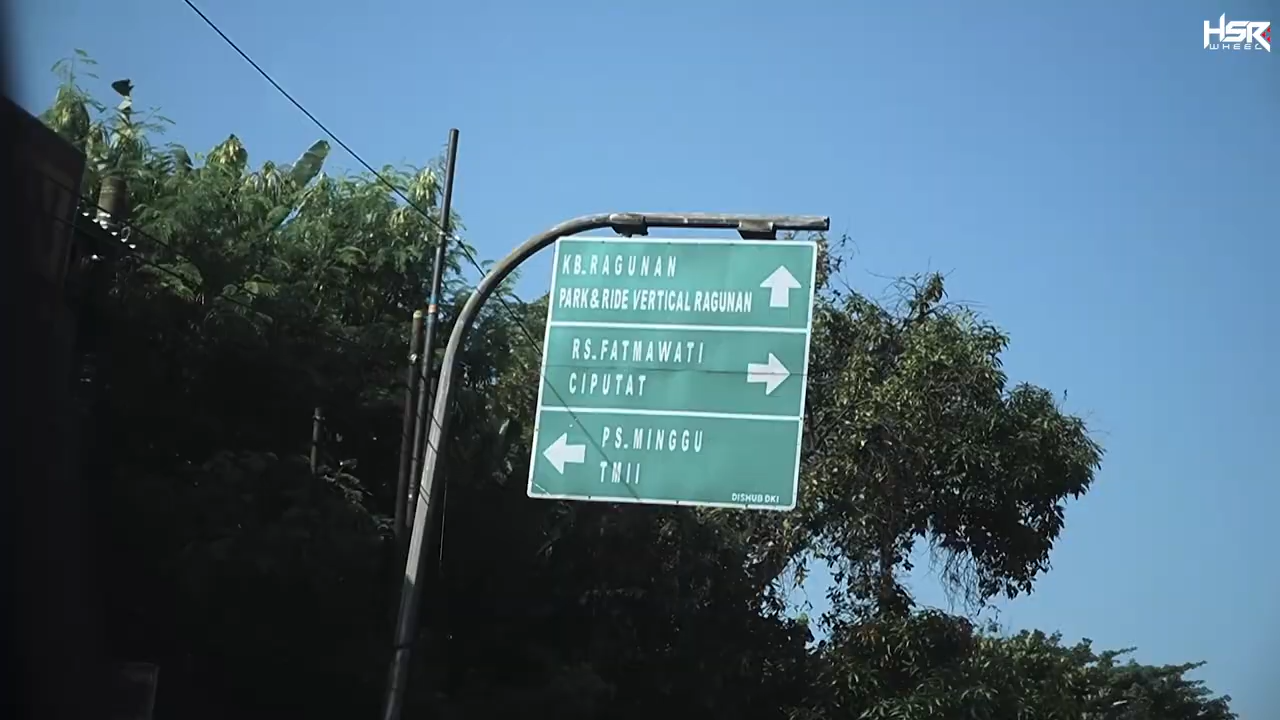 HSR
WHEEL
KB.RAGUNAN
PARK & RIDE VERTICAL RAGUNAN
RS.FATMAWATI
CIPUTAT
PS.MINGGU
TMII
DISHUB DKI